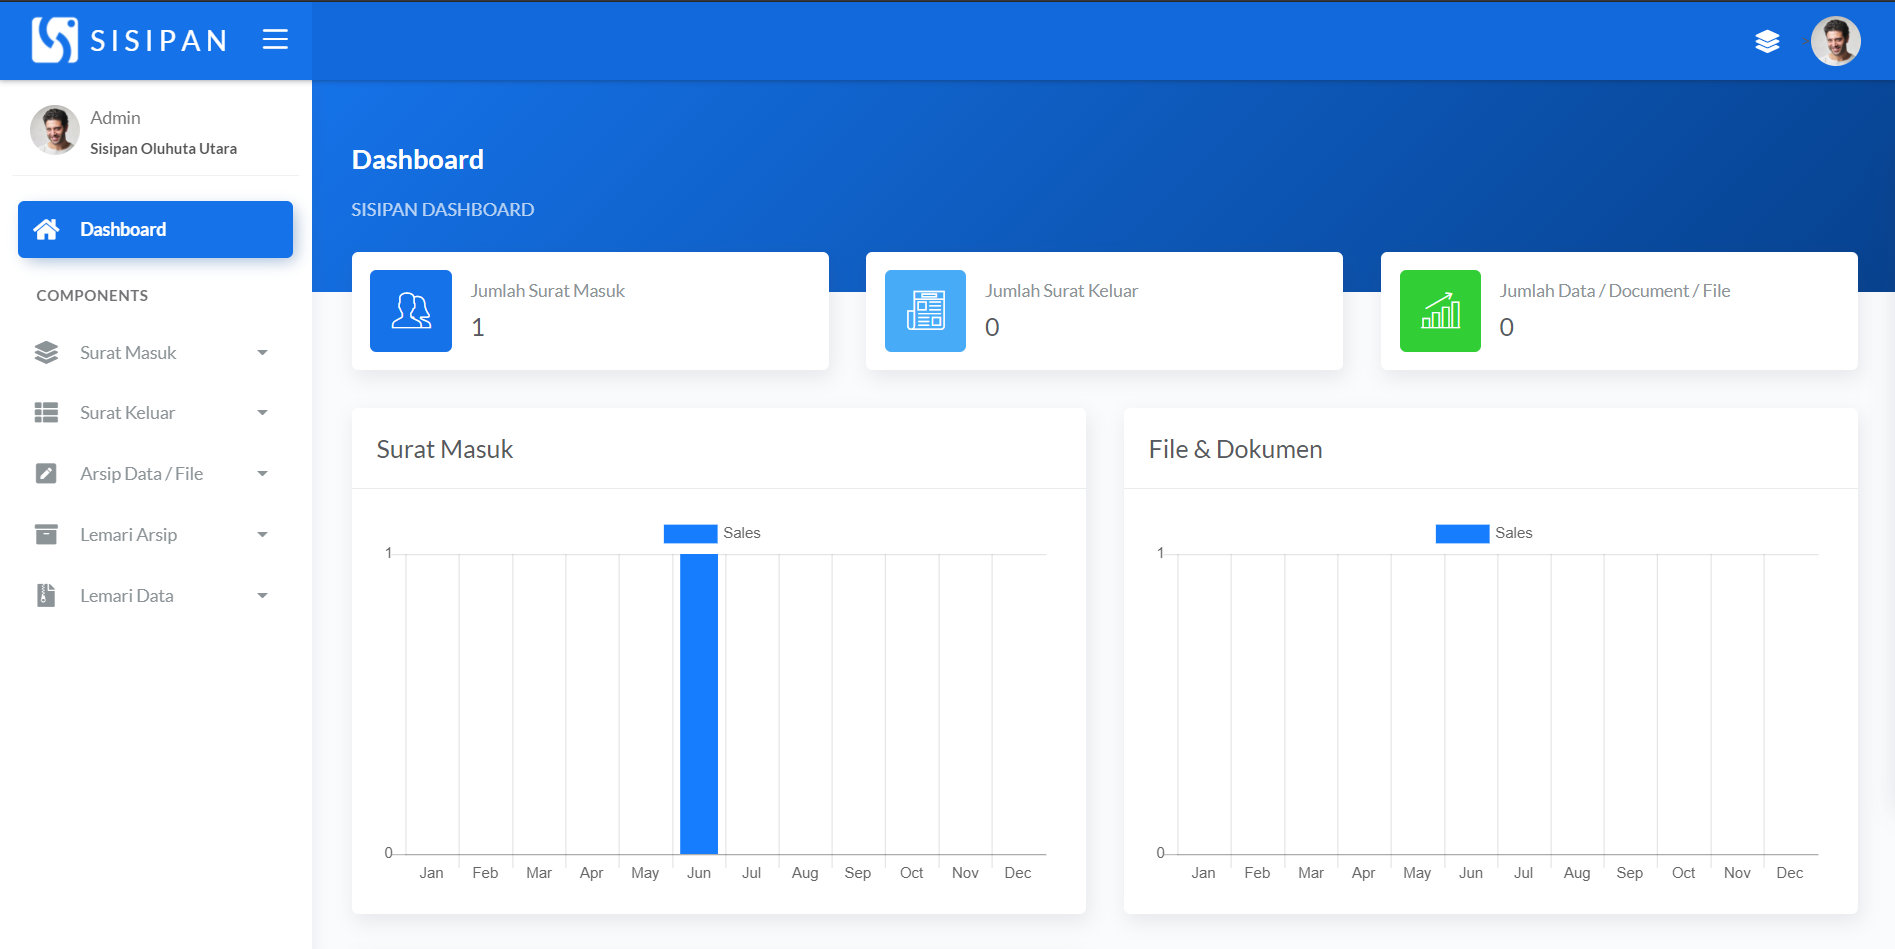 SISIPAN
Admin
Sisipan Oluhuta Utara
Dashboard
COMPONENTS
Surat Masuk
Surat Keluar
Arsip Data / File
Lemari Arsip
Lemari Data
Dashboard
SISIPAN DASHBOARD
Jumlah Surat Masuk
1
Jumlah Surat Keluar
0
Jumlah Data / Document / File
0
Surat Masuk
Sales
1
0
Jan Feb Mar Apr May Jun Jul Aug Sep Oct Nov Dec
File & Dokumen
Sales
1
0
Jan Feb Mar Apr May Jun Jul Aug Sep Oct Nov Dec